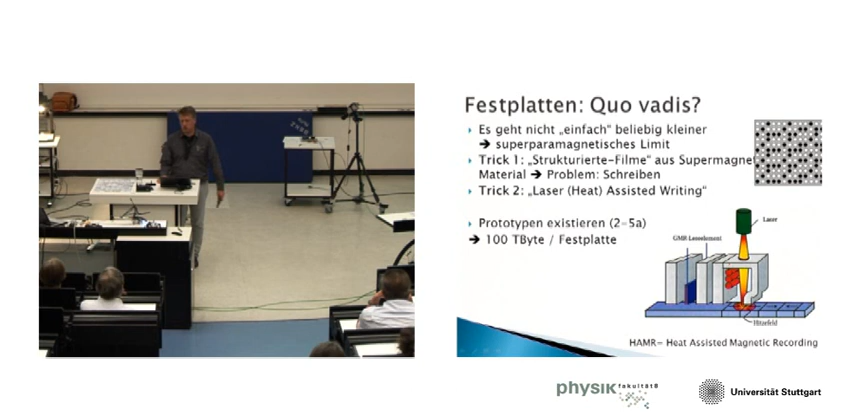 Festplatten: Quo vadis?
Es geht nicht „einfach“ beliebig kleiner
➔ superparamagnetisches Limit
Trick 1: „Strukturierte-Filme“ aus Supermagnet
Material ➔ Problem: Schreiben
Trick 2: „Laser (Heat) Assisted Writing“
Prototypen existieren (2-5a)
➔ 100 TByte / Festplatte
Laser
GMR Leseelement
Hitzefeld
HAMR= Heat Assisted Magnetic Recording
physik fakultät8
Universität Stuttgart